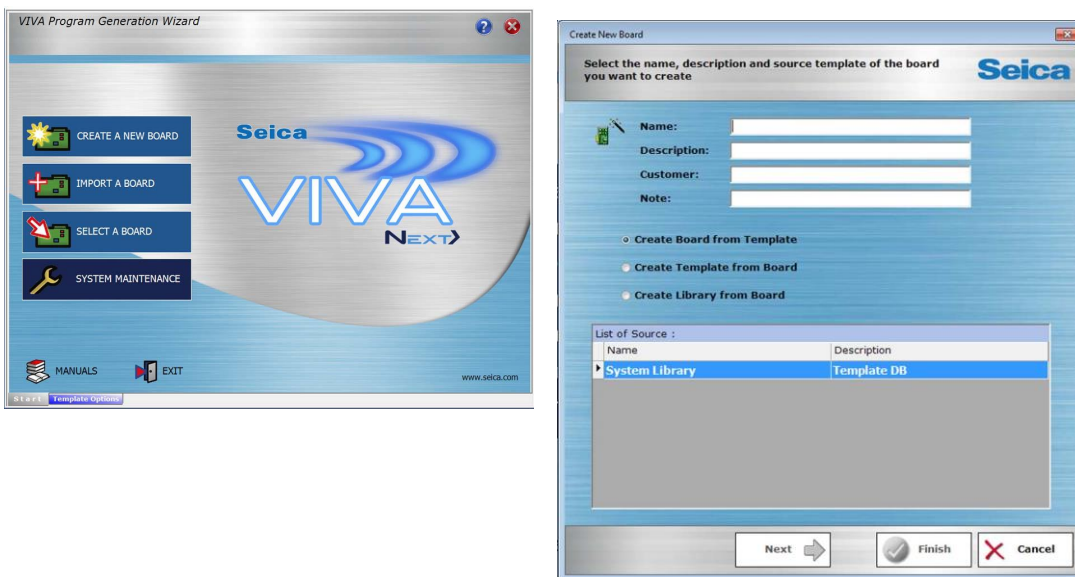 VIVA Program Generation Wizard
CREATE A NEW BOARD
IMPORT A BOARD
SELECT A BOARD
SYSTEM MAINTENANCE
Seica
VIVA
NEXT
MANUALS
EXIT
www.seica.com
Start
Template Options
Create New Board
Select the name, description and source template of the board
you want to create
Seica
Name:
Description:
Customer:
Note:
Create Board from Template
Create Template from Board
Create Library from Board
List of Source :
Name Description
System Library Template DB
Next
Finish
Cancel